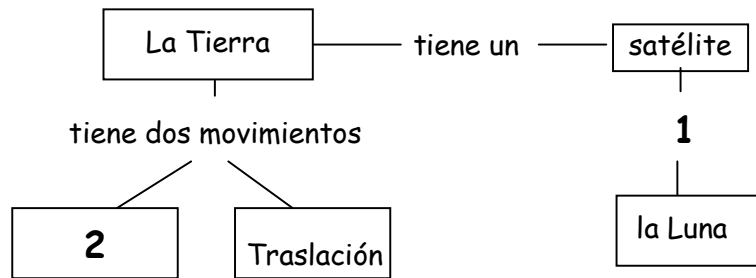 La Tierra tiene un satélite
tiene dos movimientos 1
2 Traslación la Luna